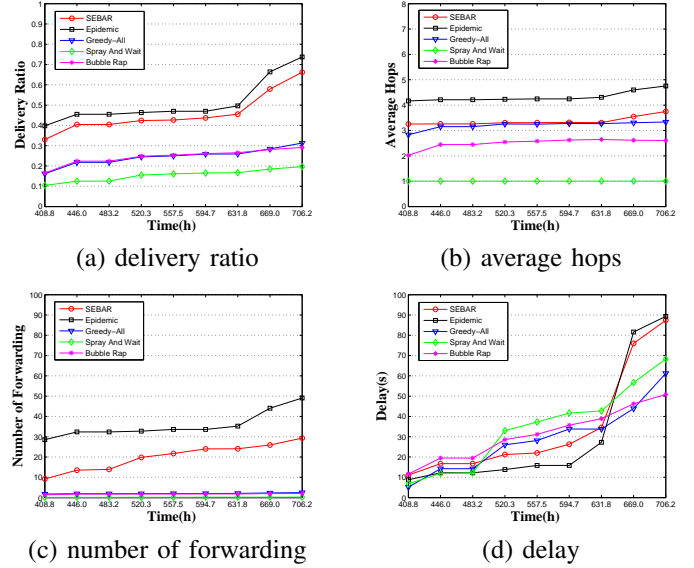 1
0.9
0.8
0.7
0.6
0.5
0.4
0.3
0.2
0.1
0
Delivery Ratio
SEBAR
Epidemic
Greedy-All
Spray And Wait
Bubble Rap
408.8 446.0 483.2 520.3 557.5 594.7 631.8 669.0 706.2
Time(h)
(a) delivery ratio
8
7
6
5
4
3
2
1
0
Average Hops
SEBAR
Epidemic
Greedy-All
Spray And Wait
Bubble Rap
408.8 446.0 483.2 520.3 557.5 594.7 631.8 669.0 706.2
Time(h)
(b) average hops
100
90
80
70
60
50
40
30
20
10
0
Number of Forwarding
SEBAR
Epidemic
Greedy-All
Spray And Wait
Bubble Rap
408.8 446.0 483.2 520.3 557.5 594.7 631.8 669.0 706.2
Time(h)
(c) number of forwarding
100
90
80
70
60
50
40
30
20
10
0
Delay(s)
SEBAR
Epidemic
Greedy-All
Spray And Wait
Bubble Rap
408.8 446.0 483.2 520.3 557.5 594.7 631.8 669.0 706.2
Time(h)
(d) delay